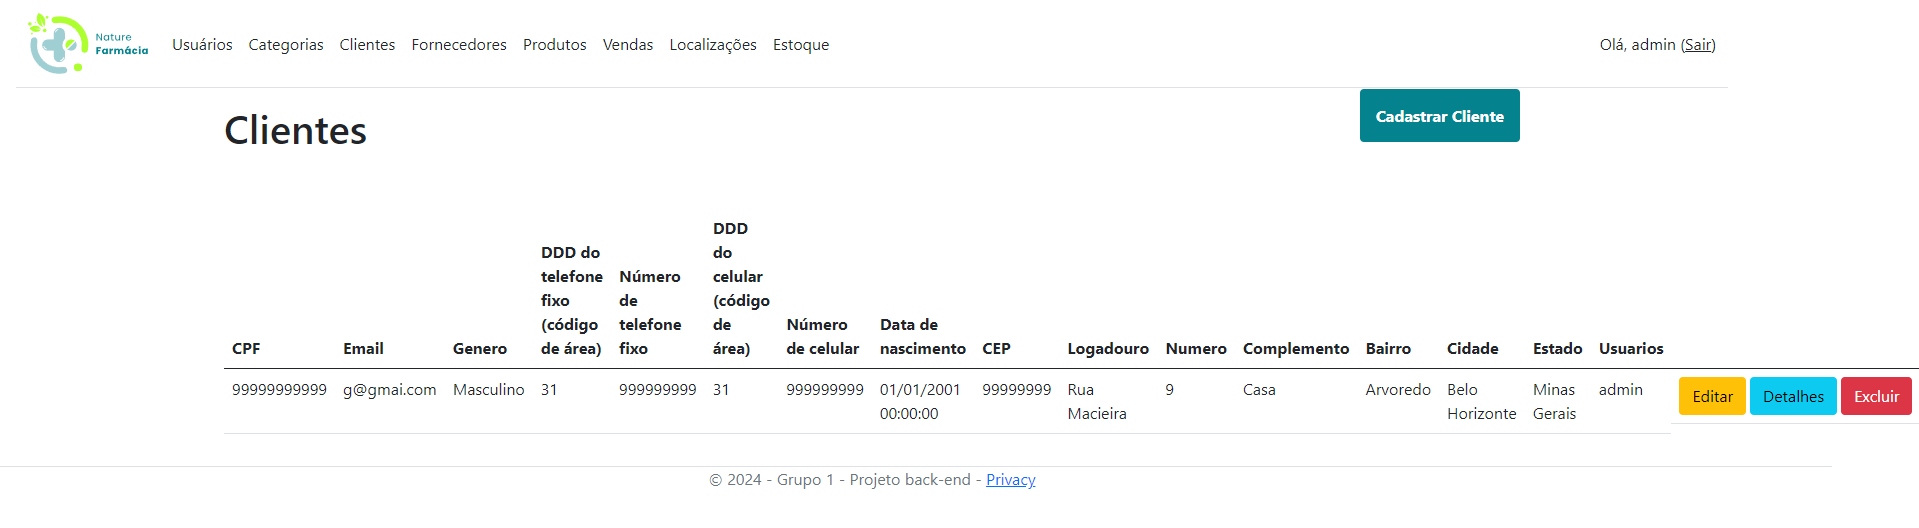 Nature
Farmácia
Usuários Categorias Clientes Fornecedores Produtos Vendas Localizações Estoque
Olá, admin (Sair)
Clientes
Cadastrar Cliente
CPF
Email
Genero
DDD do
telefone
fixo
(código
de área)
Número
de
telefone
fixo
DDD
do
celular
(código
de
área)
Número
de celular
Data de
nascimento
CEP
Logadouro
Numero
Complemento
Bairro
Cidade
Estado
Usuarios
99999999999
g@gmai.com
Masculino
31
999999999
31
999999999
01/01/2001
00:00:00
99999999
Rua
Macieira
9
Casa
Arvoredo
Belo
Horizonte
Minas
Gerais
admin
Editar
Detalhes
Excluir
© 2024 - Grupo 1 - Projeto back-end - Privacy